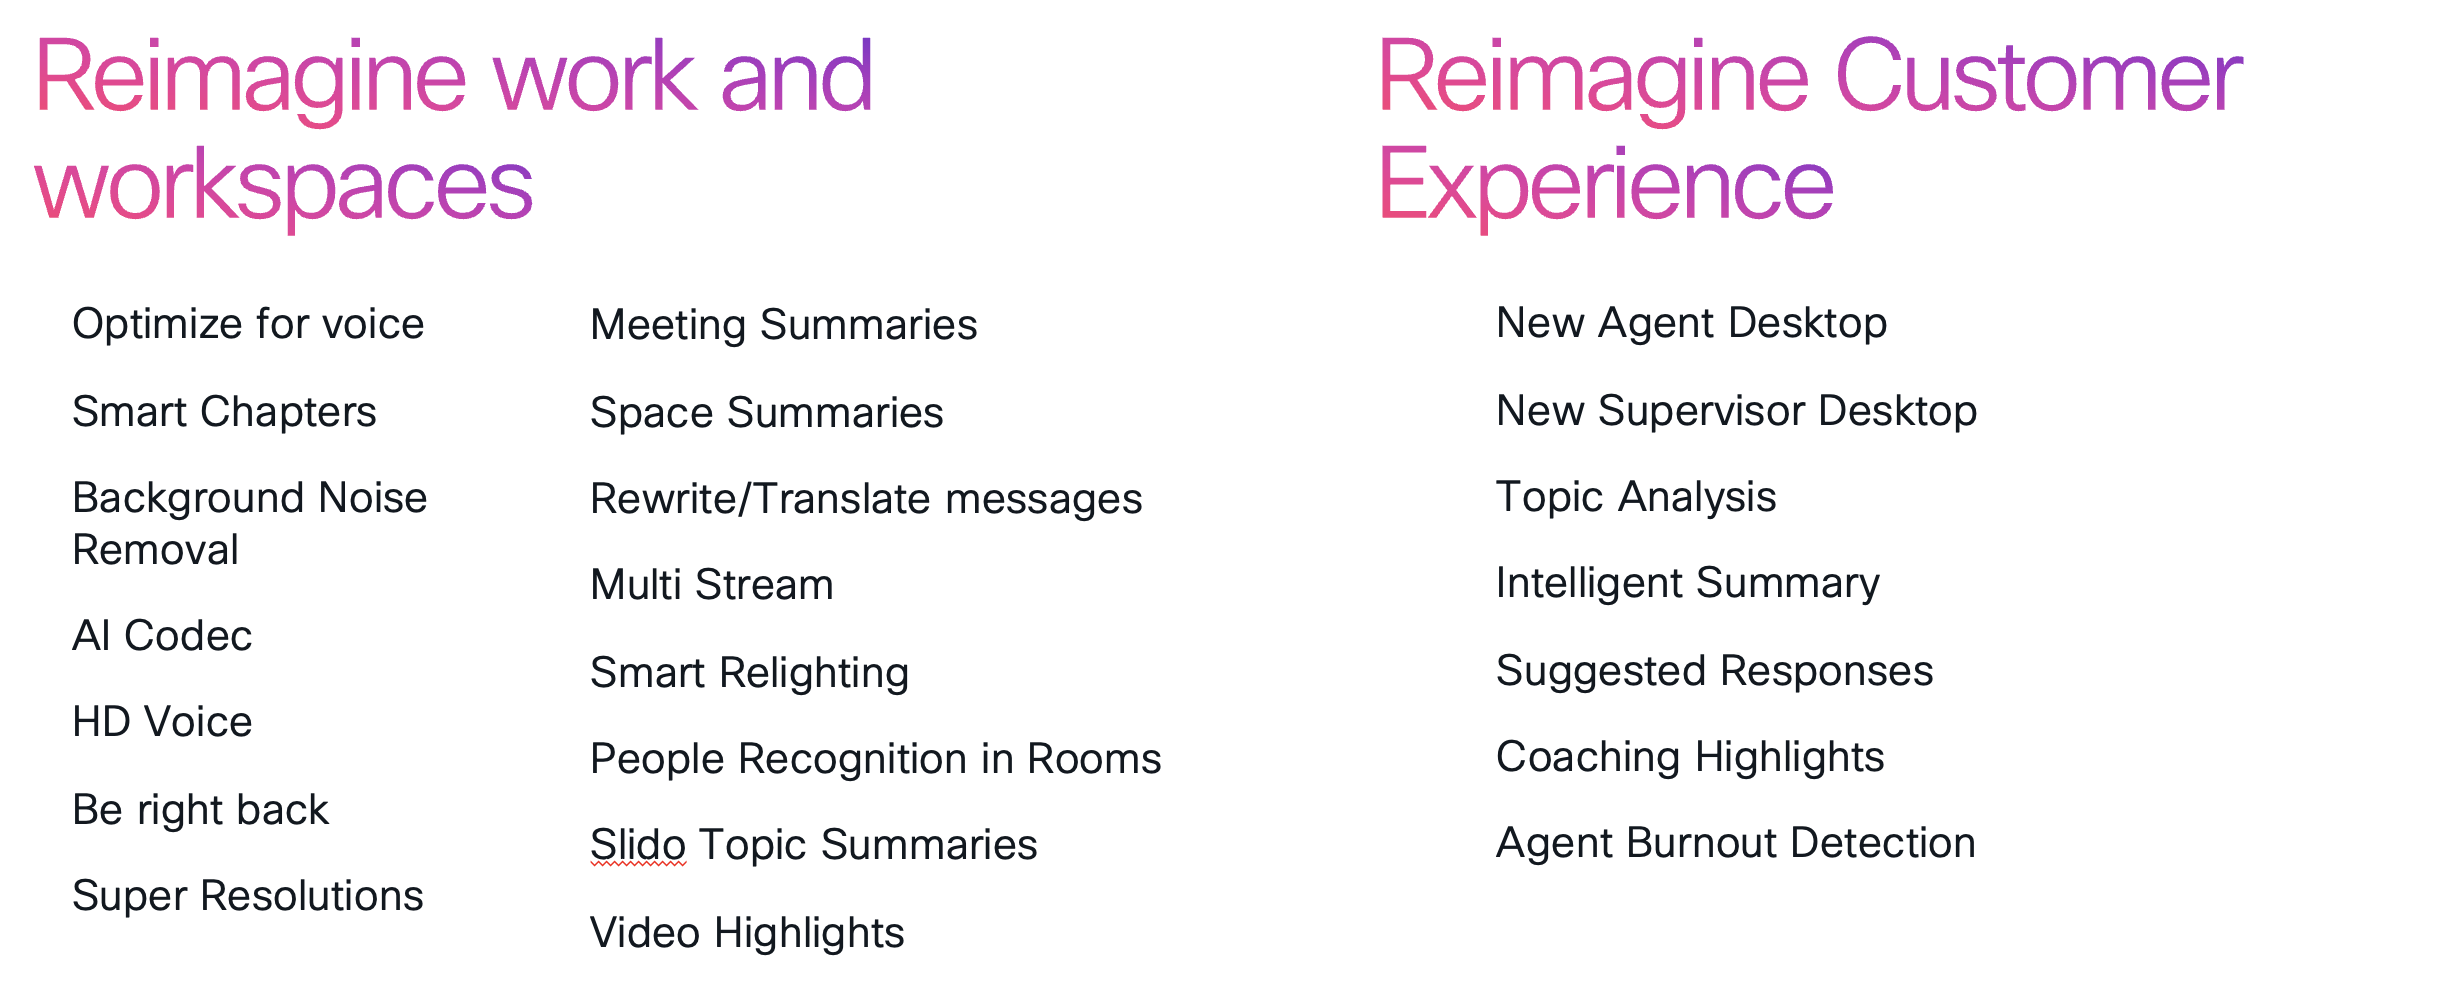 Reimagine work and
workspaces
Optimize for voice
Smart Chapters
Background Noise
Removal
AI Codec
HD Voice
Be right back
Super Resolutions
Meeting Summaries
Space Summaries
Rewrite/Translate messages
Multi Stream
Smart Relighting
People Recognition in Rooms
Slido Topic Summaries
Video Highlights
Reimagine Customer
Experience
New Agent Desktop
New Supervisor Desktop
Topic Analysis
Intelligent Summary
Suggested Responses
Coaching Highlights
Agent Burnout Detection